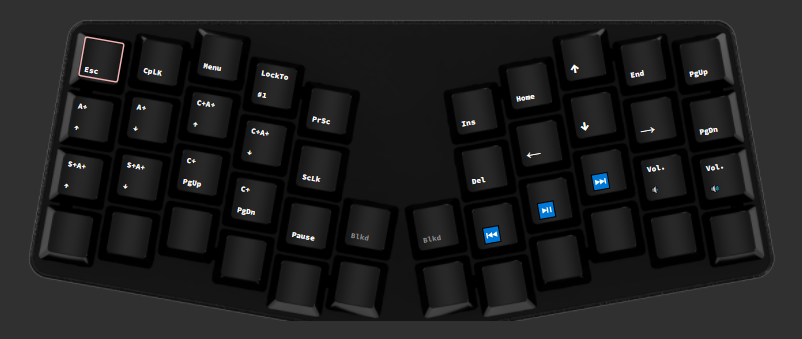 Esc
CpLK
Menu
LockTo
#1
PrSc
Ins
Home
↑
End
PgUp
A+
↑
A+
↓
C+A+
↑
C+A+
↓
ScLk
Del
←
↓
→
PgDn
S+A+
↑
S+A+
↓
C+
PgUp
C+
PgDn
Pause
Blkd
Blkd
⏮
⏯
⏭
Vol.
🔈
Vol.
🔊